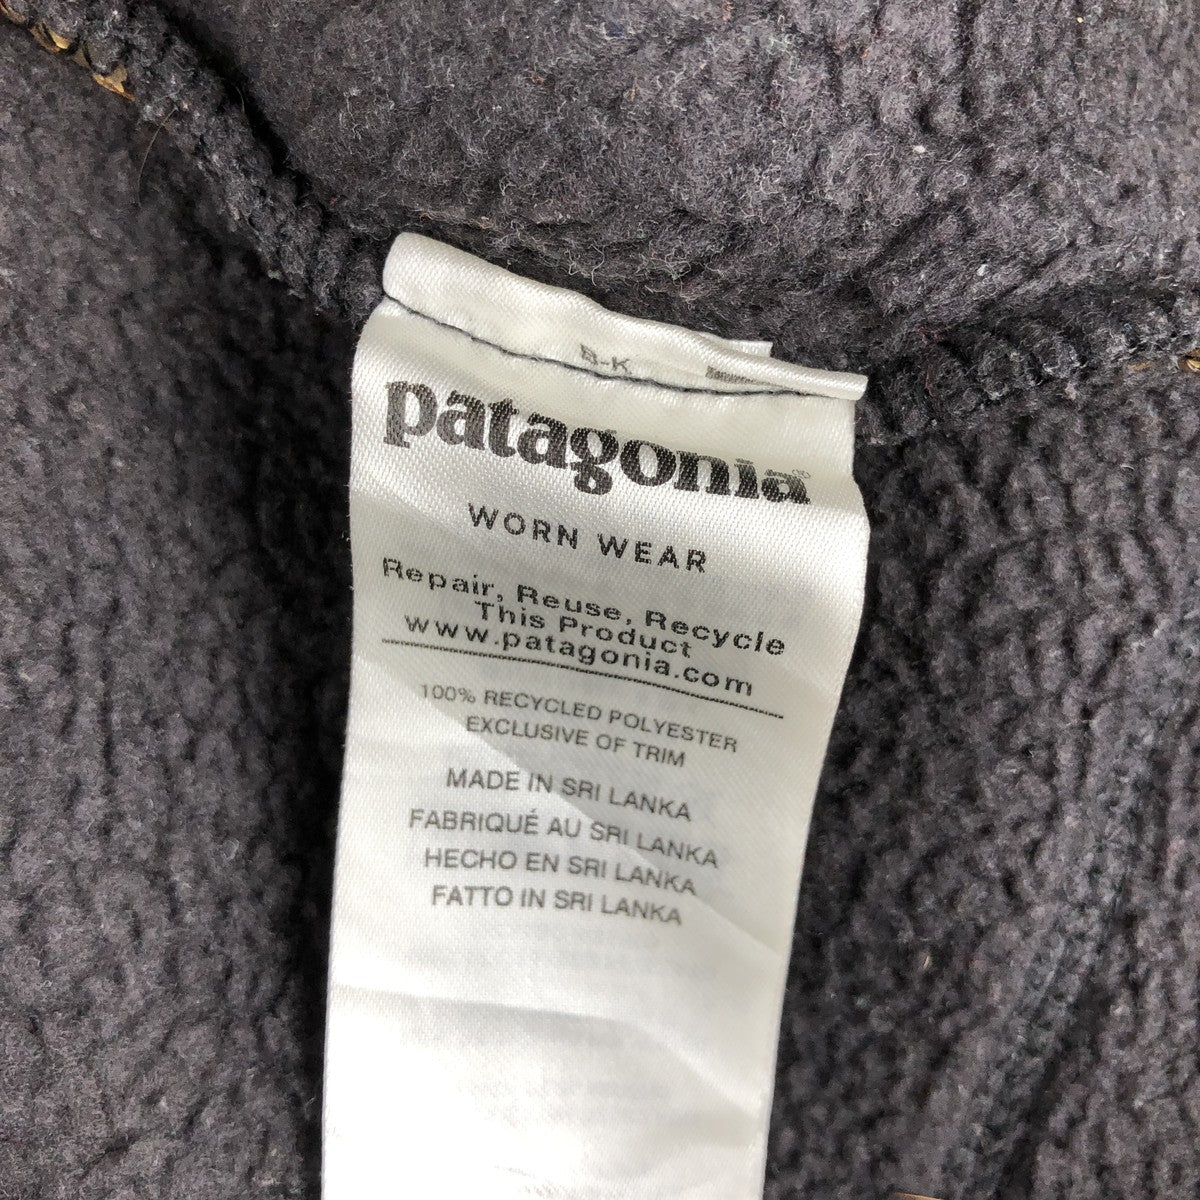 B-K
patagonia®
WORN WEAR
Repair, Reuse, Recycle
This Product
www.patagonia.com
100% RECYCLED POLYESTER
EXCLUSIVE OF TRIM
MADE IN SRI LANKA
FABRIQUÉ AU SRI LANKA
HECHO EN SRI LANKA
FATTO IN SRI LANKA